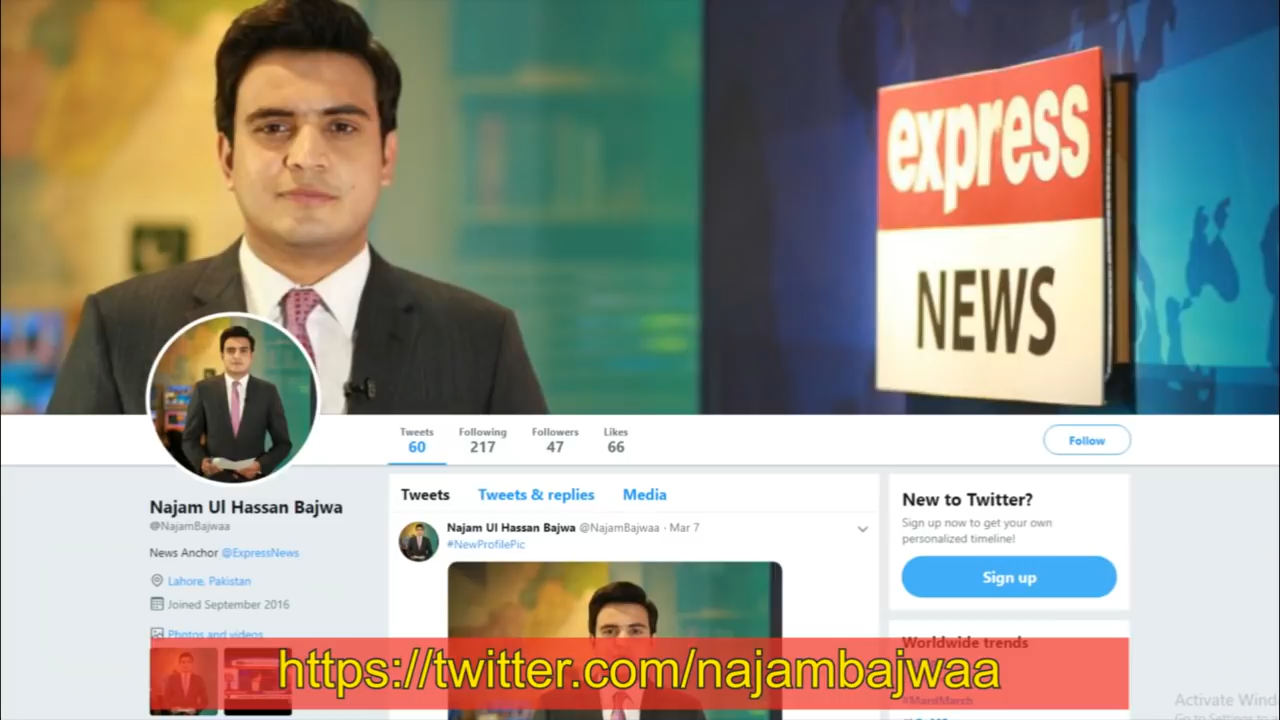 express
NEWS
Tweets Following Followers Likes
60 217 47 66
Follow
Najam Ul Hassan Bajwa
@NajamBajwaa
News Anchor @ExpressNews
Lahore, Pakistan
Joined September 2016
Photos and videos
Tweets Tweets & replies Media
Najam Ul Hassan Bajwa @NajamBajwaa · Mar 7
#NewProfilePic
New to Twitter?
Sign up now to get your own
personalized timeline!
Sign up
Worldwide trends
https://twitter.com/najambajwaa
Activate Wind